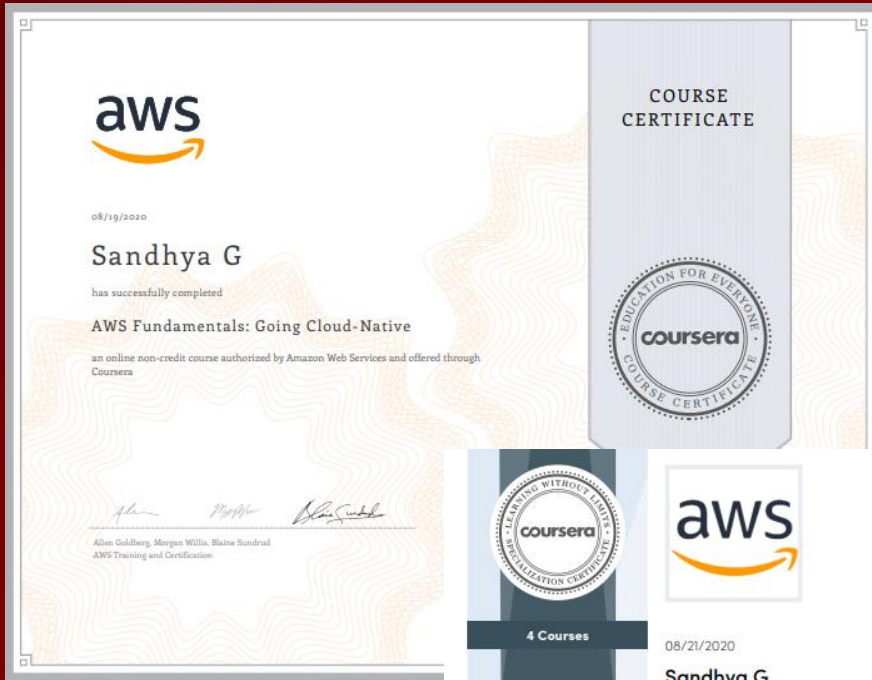 aws
COURSE
CERTIFICATE
08/19/2020
Sandhya G
has successfully completed
AWS Fundamentals: Going Cloud-Native
an online non-credit course authorized by Amazon Web Services and offered through
Coursera
EDUCATION FOR EVERYONE
coursera
COURSE CERTIFICATE
Allen Goldberg, Morgan Willis, Blaine Sundrud
AWS Training and Certification
LEARNING WITHOUT LIMITS
coursera
SPECIALIZATION CERTIFICATE
4 Courses
aws
08/21/2020
Sandhya G